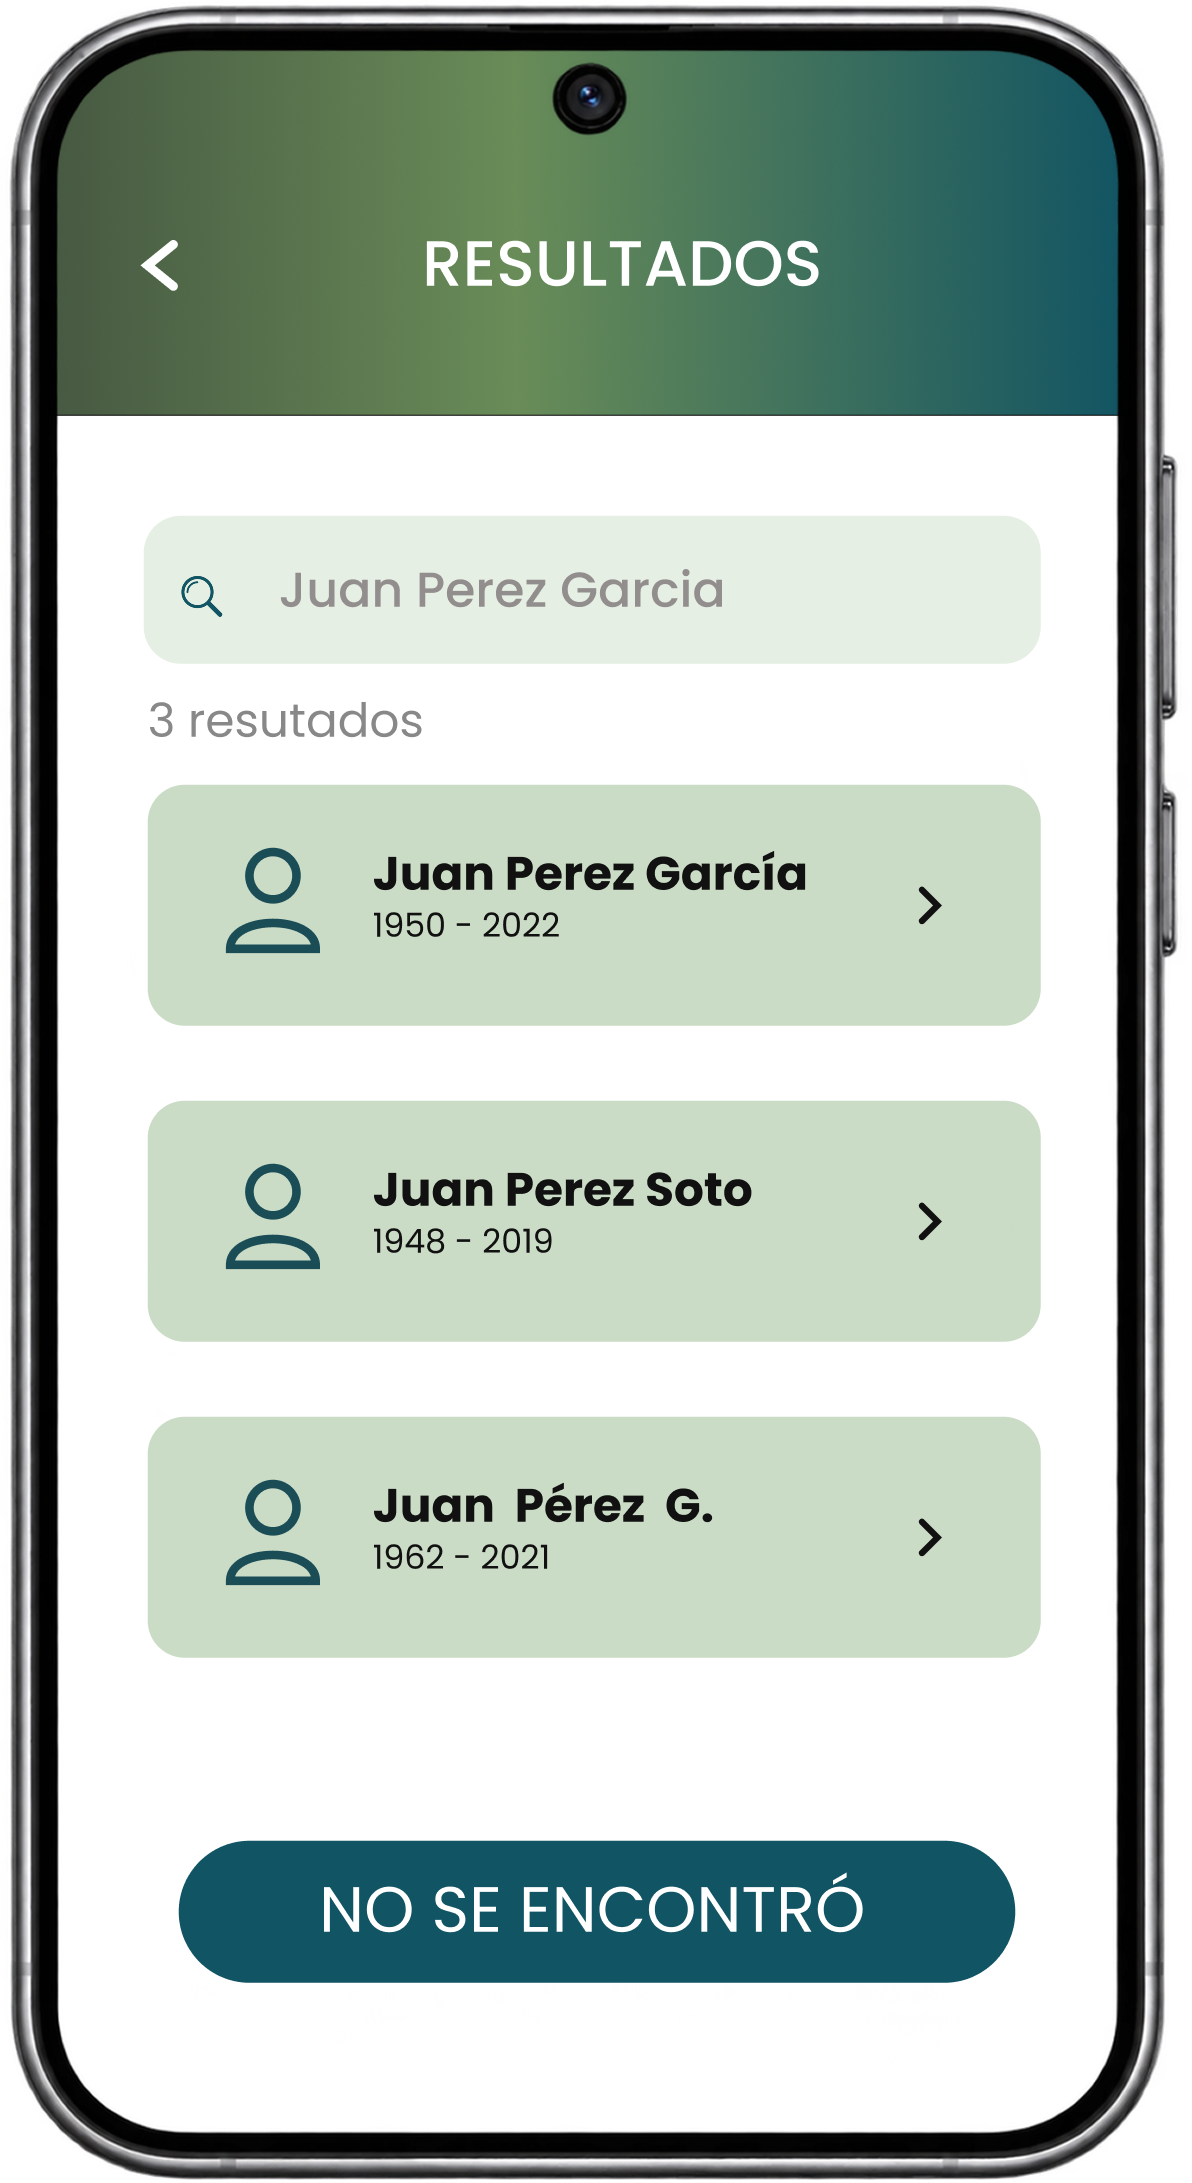 RESULTADOS
Juan Perez Garcia
3 resutados
Juan Perez García
1950 - 2022
Juan Perez Soto
1948 - 2019
Juan Pérez G.
1962 - 2021
NO SE ENCONTRÓ